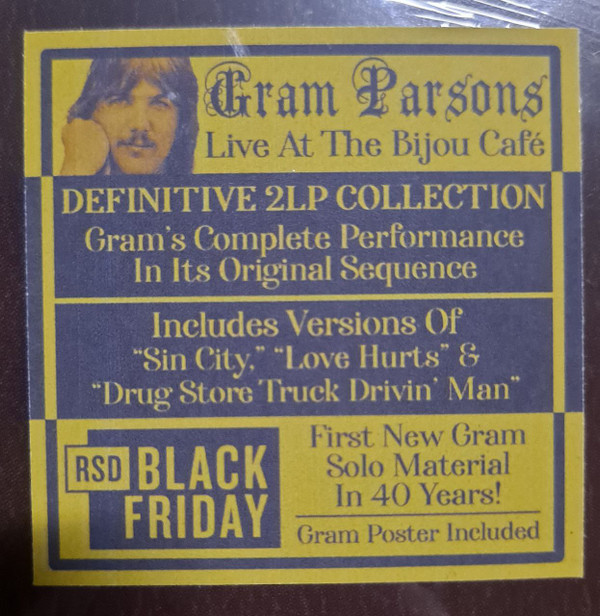 Gram Parsons
Live At The Bijou Café
DEFINITIVE 2LP COLLECTION
Gram's Complete Performance
In Its Original Sequence
Includes Versions Of
"Sin City," "Love Hurts" &
"Drug Store Truck Drivin' Man"
RSD BLACK
FRIDAY
First New Gram
Solo Material
In 40 Years!
Gram Poster Included